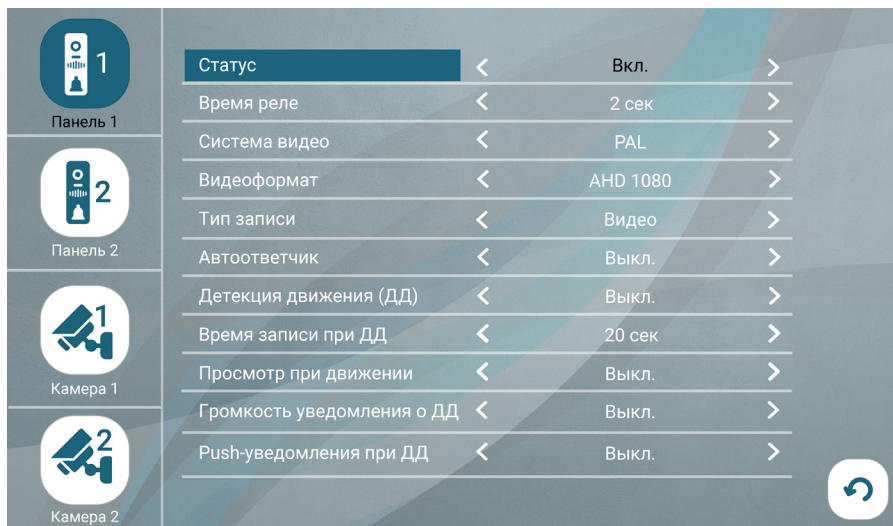 1
Панель 1
2
Панель 2
1
Камера 1
2
Камера 2
Статус Вкл.
Время реле 2 сек
Система видео PAL
Видеоформат AHD 1080
Тип записи Видео
Автоответчик Выкл.
Детекция движения (ДД) Выкл.
Время записи при ДД 20 сек
Просмотр при движении Выкл.
Громкость уведомления о ДД Выкл.
Push-уведомления при ДД Выкл.